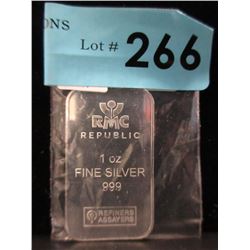 ONS
Lot # 266
RMC
REPUBLIC
1 oz
FINE SILVER
999
REFINERS
ASSAYERS